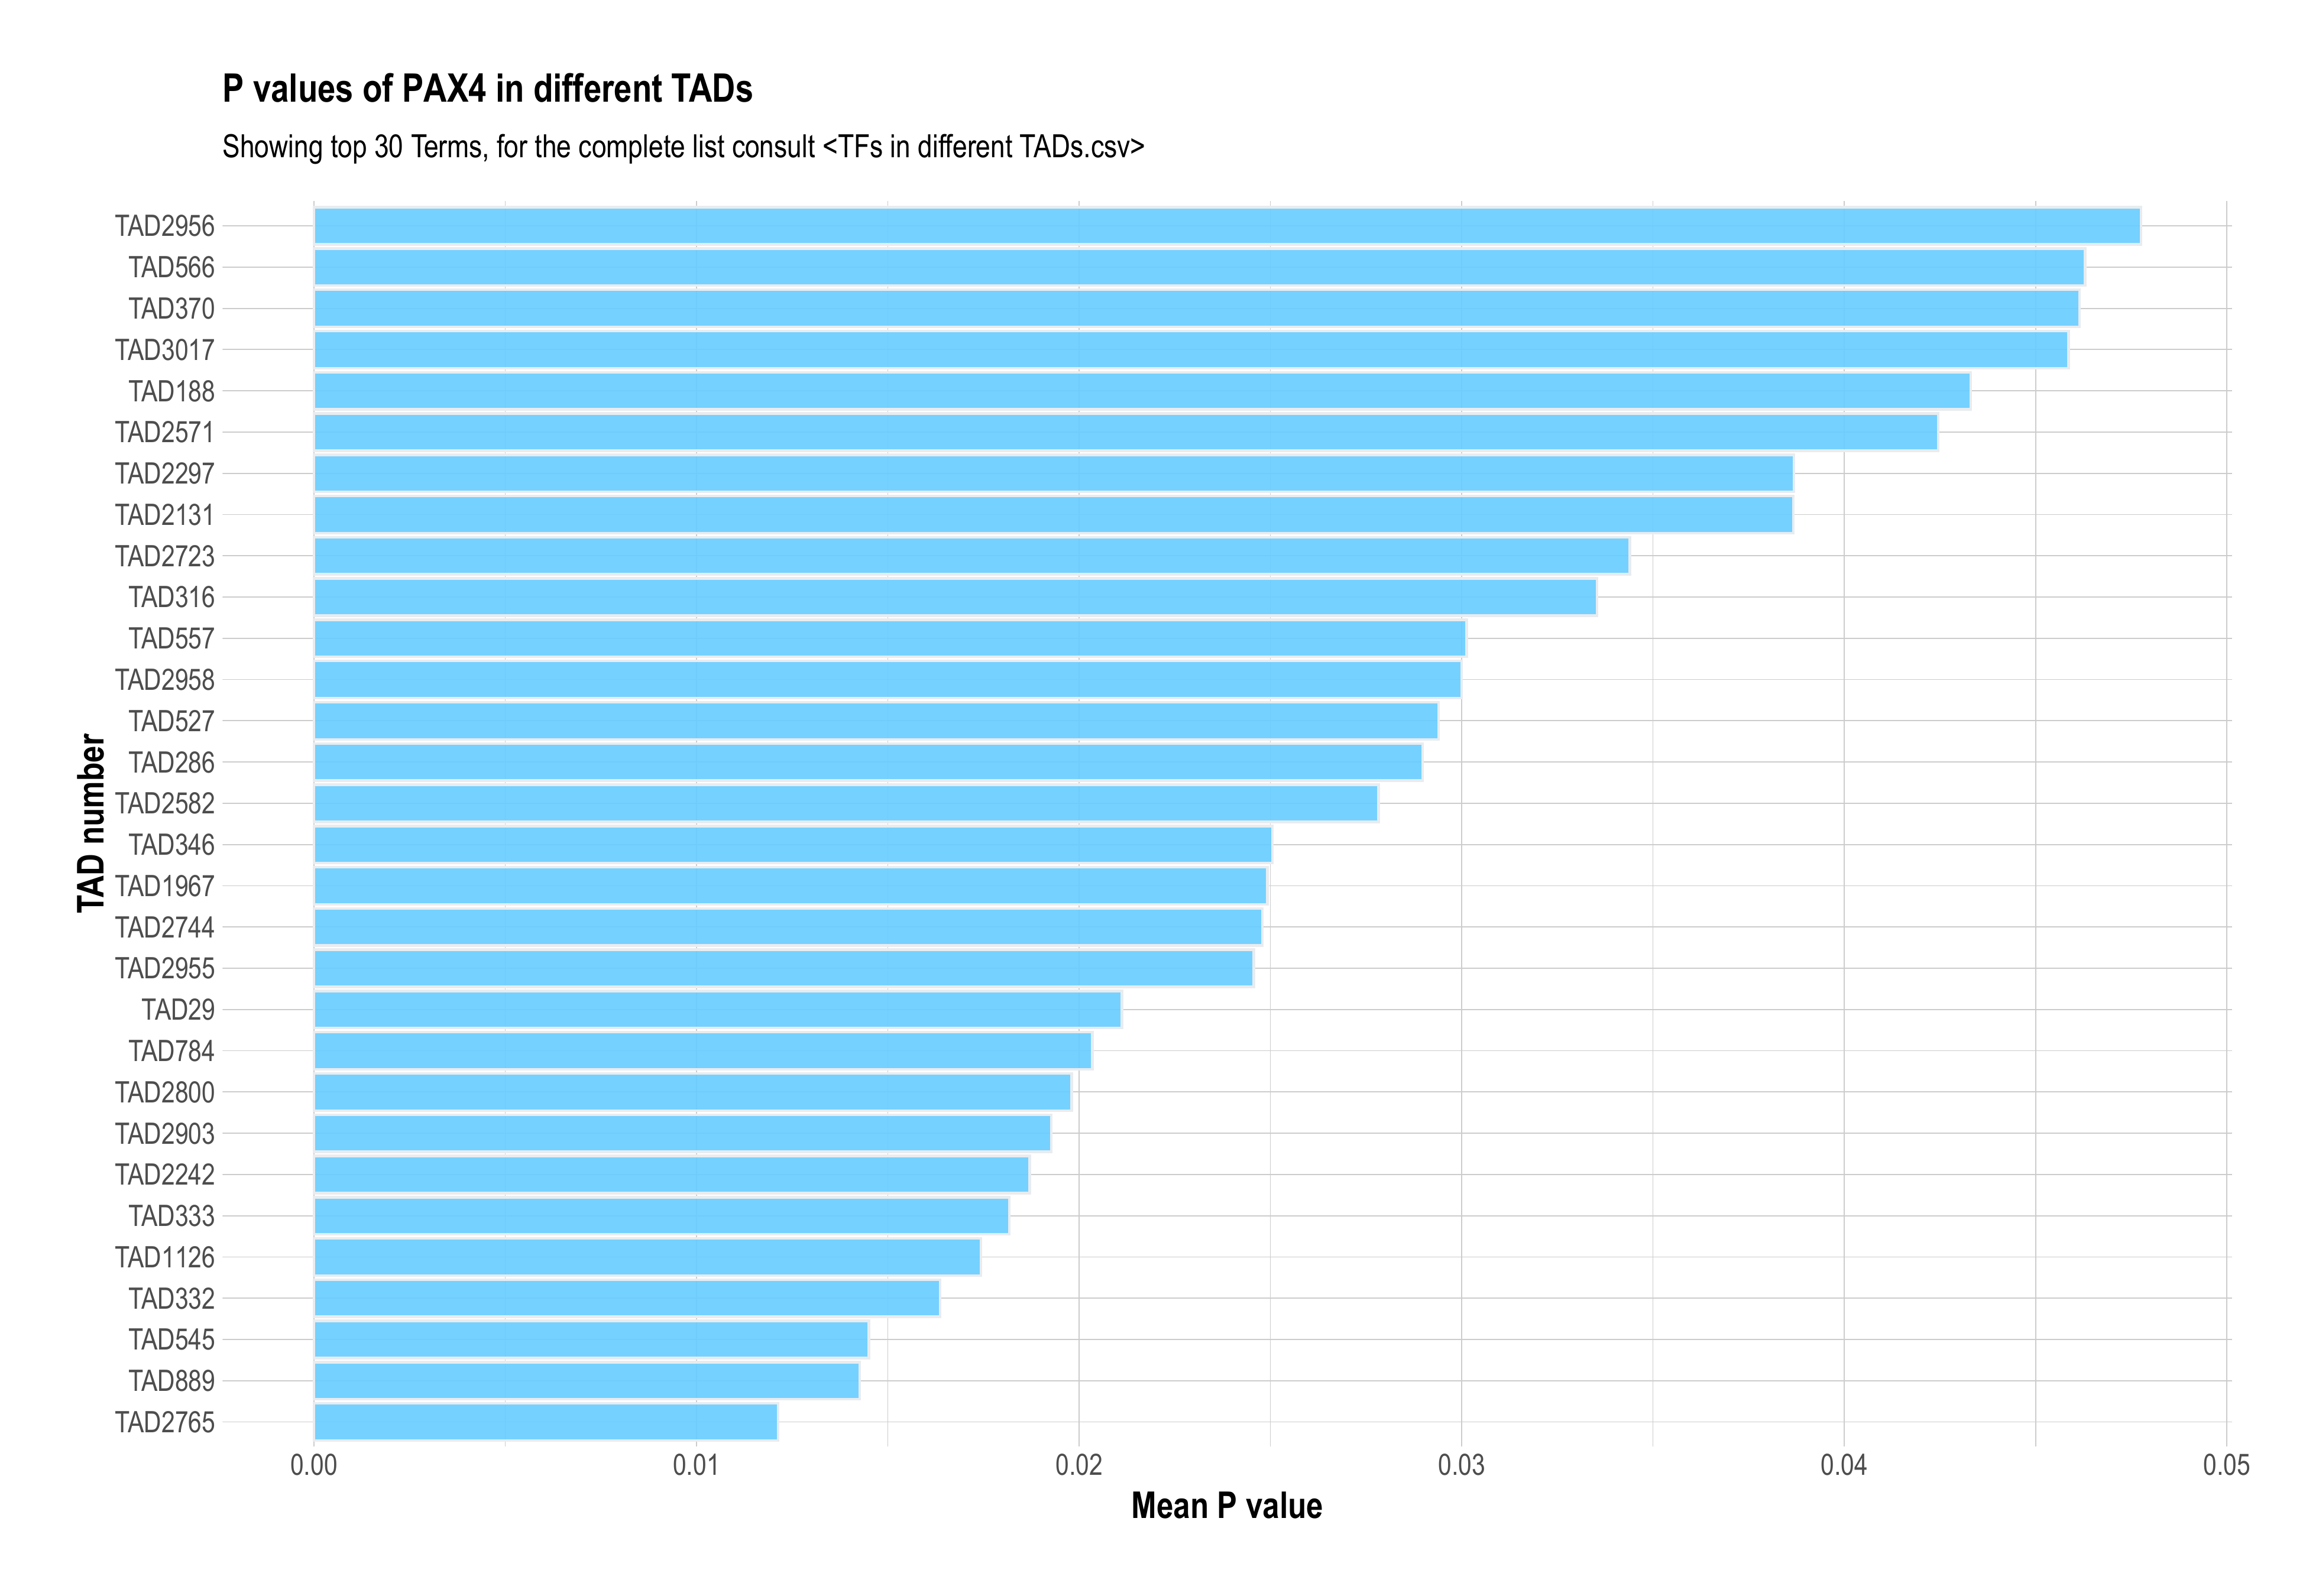 P values of PAX4 in different TADs
Showing top 30 Terms, for the complete list consult <TFs in different TADs.csv>
TAD number
TAD2956
TAD566
TAD370
TAD3017
TAD188
TAD2571
TAD2297
TAD2131
TAD2723
TAD316
TAD557
TAD2958
TAD527
TAD286
TAD2582
TAD346
TAD1967
TAD2744
TAD2955
TAD29
TAD784
TAD2800
TAD2903
TAD2242
TAD333
TAD1126
TAD332
TAD545
TAD889
TAD2765
0.00 0.01 0.02 0.03 0.04 0.05
Mean P value